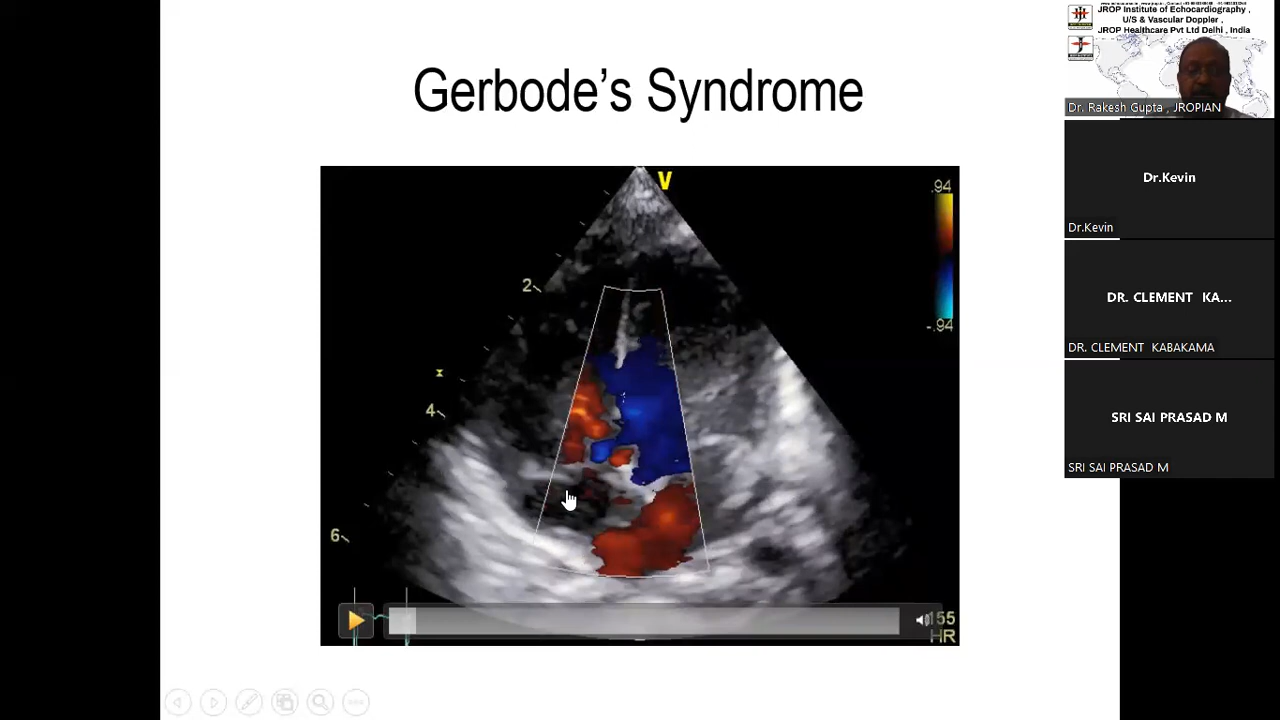 Gerbode's Syndrome
V
.94
-.94
2
4
6
155
HR
JROP Institute of Echocardiography ,
U/S & Vascular Doppler ,
JROP Healthcare Pvt Ltd Delhi , India
Dr. Rakesh Gupta , JROPIAN
Dr.Kevin
Dr.Kevin
DR. CLEMENT KA...
DR. CLEMENT KABAKAMA
SRI SAI PRASAD M
SRI SAI PRASAD M